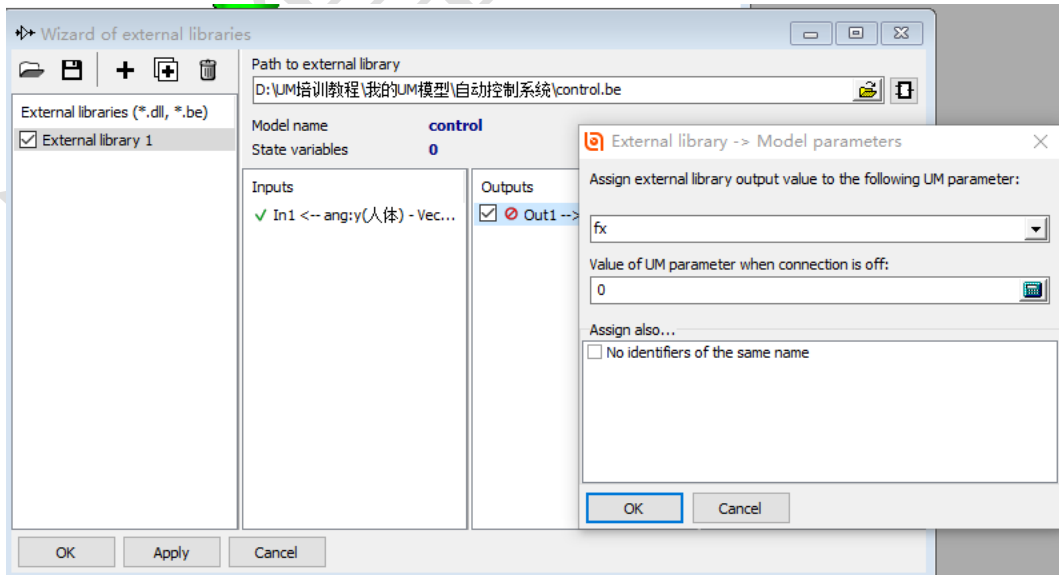 Wizard of external libraries
Path to external library
D:\UM培训教程\我的UM模型\自动控制系统\control.be
External libraries (*.dll, *.be)
External library 1
Model name control
State variables 0
Inputs
In1 <-- ang:y(人体) - Vec...
Outputs
Out1 -->
External library -> Model parameters
Assign external library output value to the following UM parameter:
fx
Value of UM parameter when connection is off:
0
Assign also...
No identifiers of the same name
OK Cancel
OK Apply Cancel